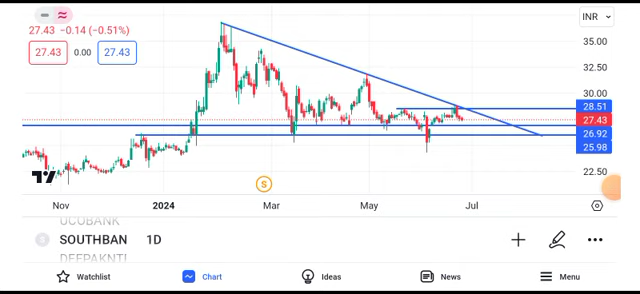 INR
27.43 −0.14 (−0.51%)
27.43 0.00 27.43
35.00
32.50
30.00
28.51
27.43
26.92
25.98
22.50
S
Nov 2024 Mar May Jul
UCOBANK
S SOUTHBAN 1D
DEEPAKNTI
Watchlist Chart Ideas News Menu